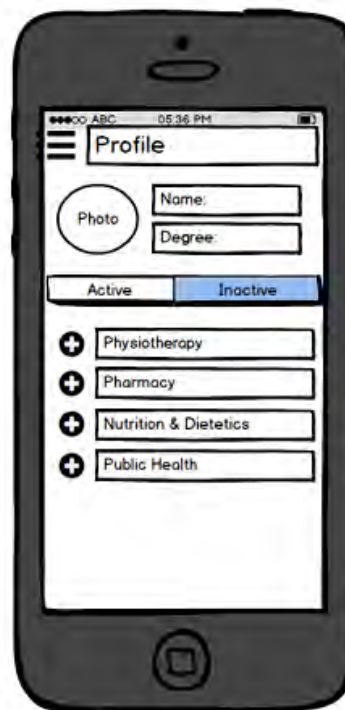 ABC 05:36 PM
Profile
Photo
Name:
Degree:
Active Inactive
Physiotherapy
Pharmacy
Nutrition & Dietetics
Public Health